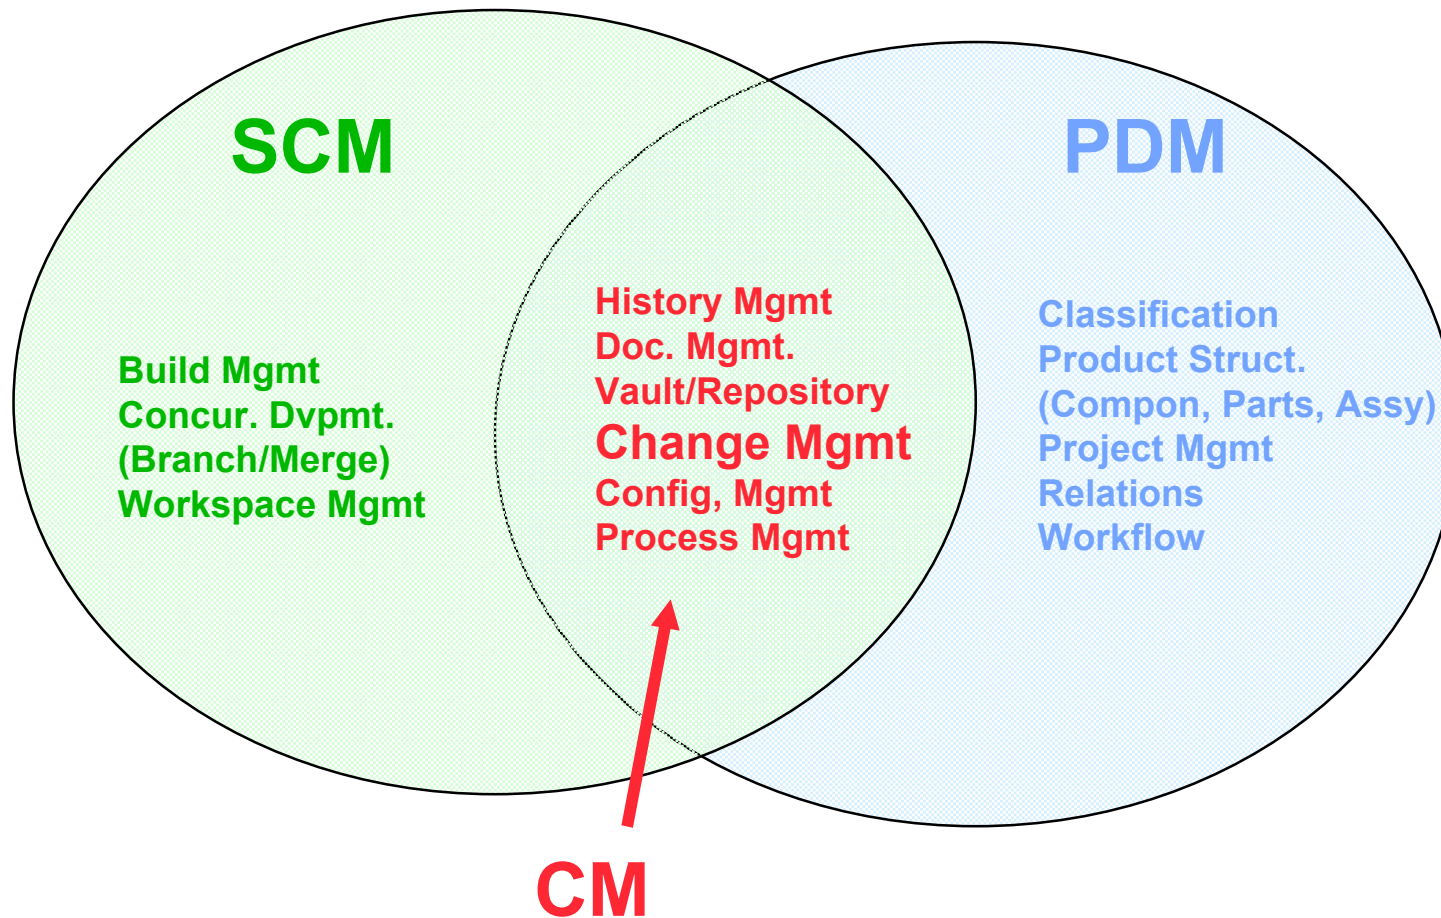 SCM
PDM
Build Mgmt
Concur. Dvpmt.
(Branch/Merge)
Workspace Mgmt
History Mgmt
Doc. Mgmt.
Vault/Repository
Change Mgmt
Config, Mgmt
Process Mgmt
Classification
Product Struct.
(Compon, Parts, Assy)
Project Mgmt
Relations
Workflow
CM